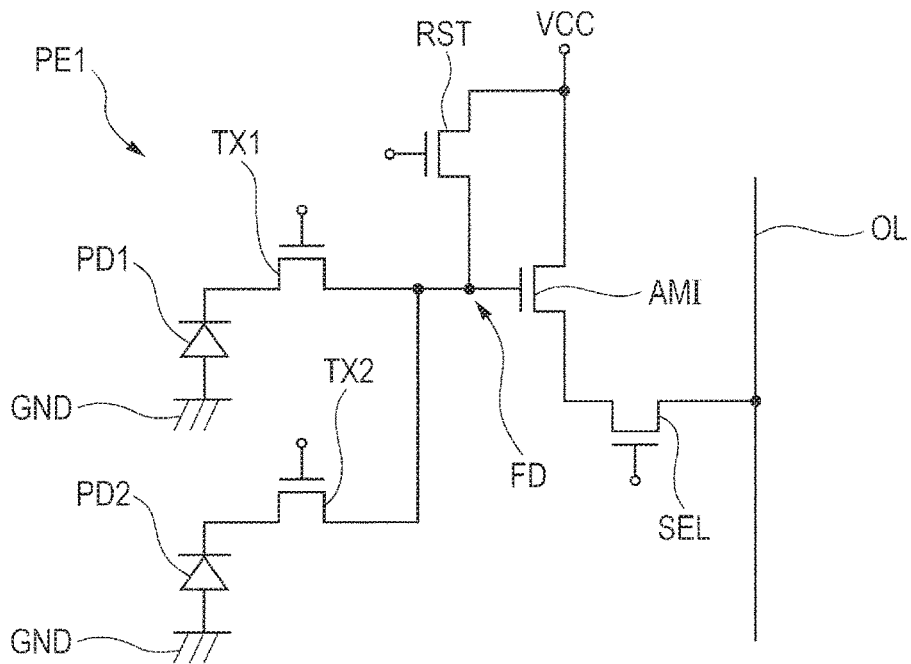 RST
VCC
PE1
TX1
OL
PD1
AMI
TX2
GND
FD
PD2
SEL
GND